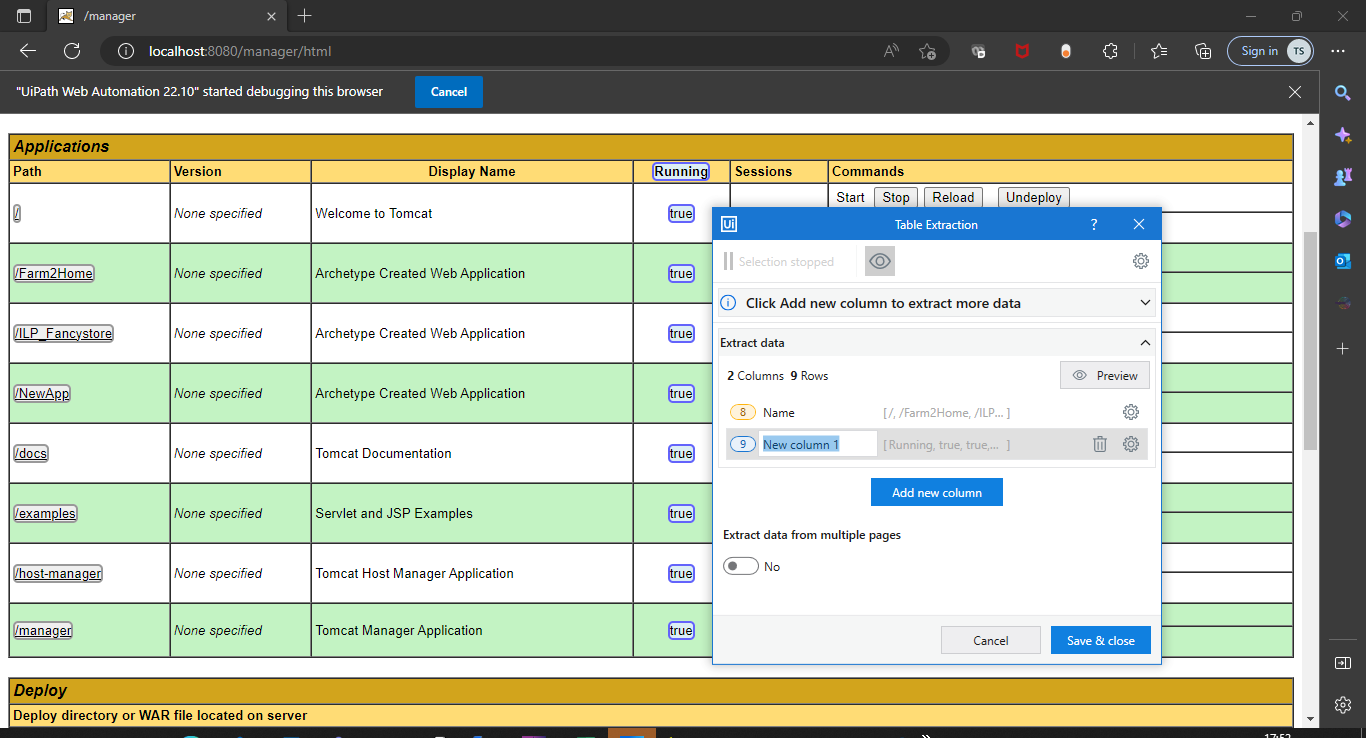 /manager
localhost:8080/manager/html
Sign in TS
"UiPath Web Automation 22.10" started debugging this browser Cancel
Applications
Path Version Display Name Running Sessions Commands
/ None specified Welcome to Tomcat true Start Stop Reload Undeploy
/Farm2Home None specified Archetype Created Web Application true
/ILP_Fancystore None specified Archetype Created Web Application true
/NewApp None specified Archetype Created Web Application true
/docs None specified Tomcat Documentation true
/examples None specified Servlet and JSP Examples true
/host-manager None specified Tomcat Host Manager Application true
/manager None specified Tomcat Manager Application true
Deploy
Deploy directory or WAR file located on server
Ui Table Extraction ?
Selection stopped
Click Add new column to extract more data
Extract data
2 Columns 9 Rows Preview
8 Name [ /, /Farm2Home, /ILP... ]
9 New column 1 [ Running, true, true,... ]
Add new column
Extract data from multiple pages
No
Cancel Save & close